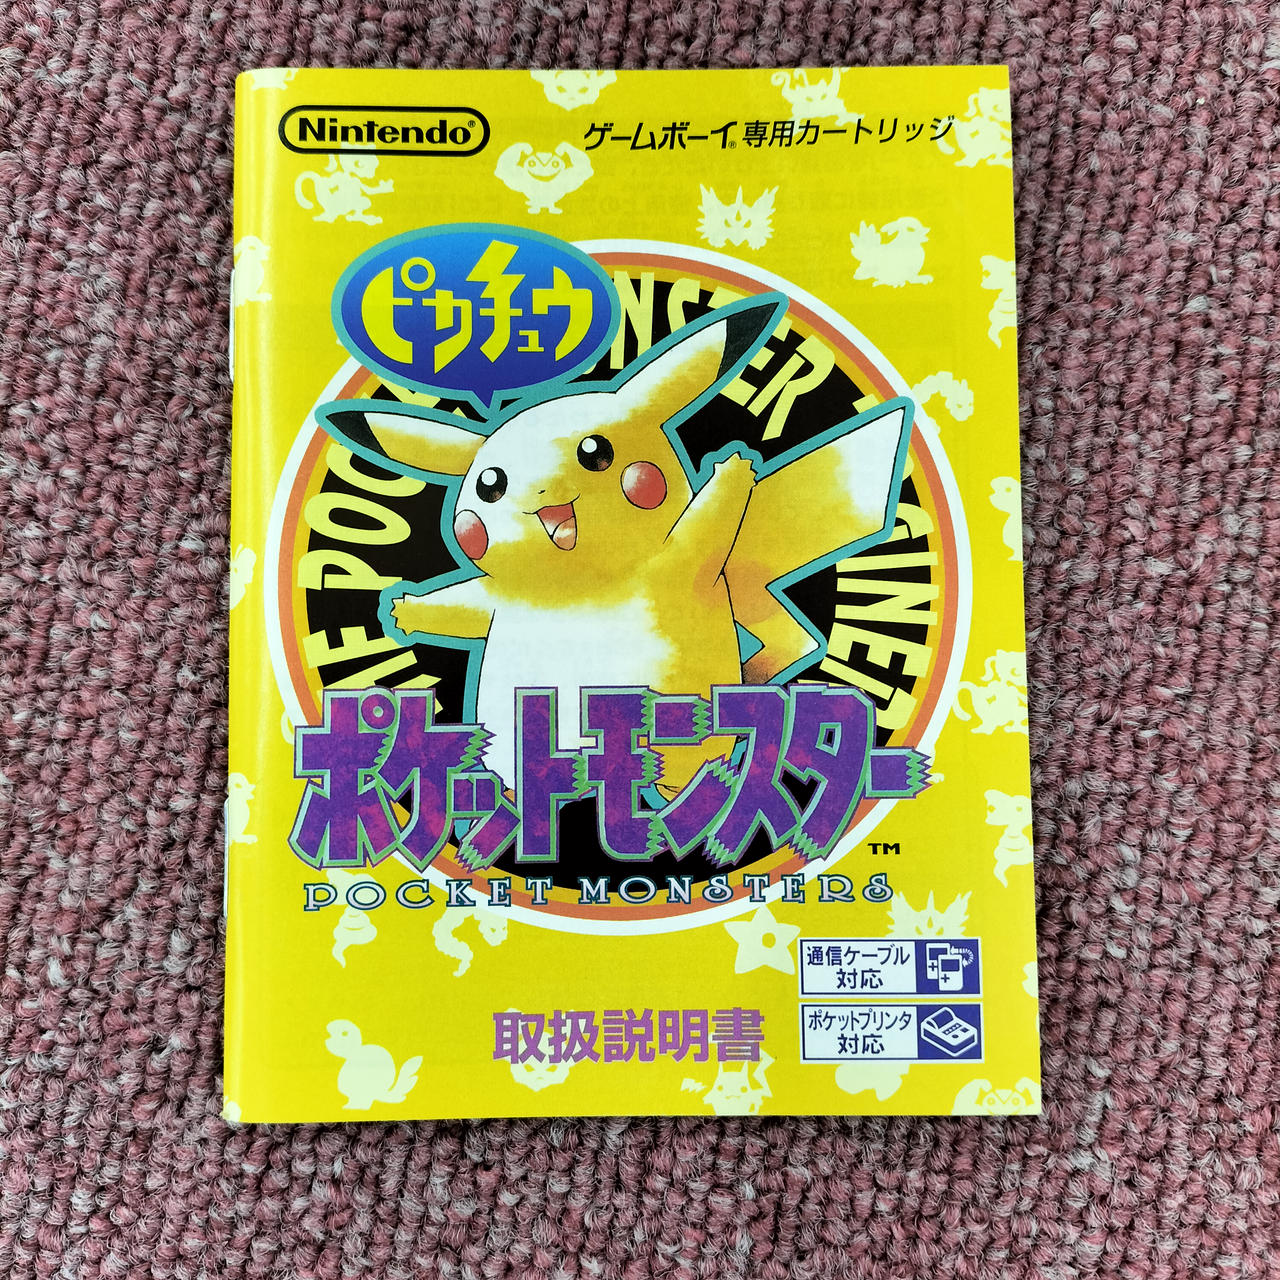 Nintendo®
ゲームボーイ®専用カートリッジ
ピカチュウ
ポケットモンスター
TM
POCKET MONSTERS
通信ケーブル
対応
ポケットプリンタ
対応
取扱説明書